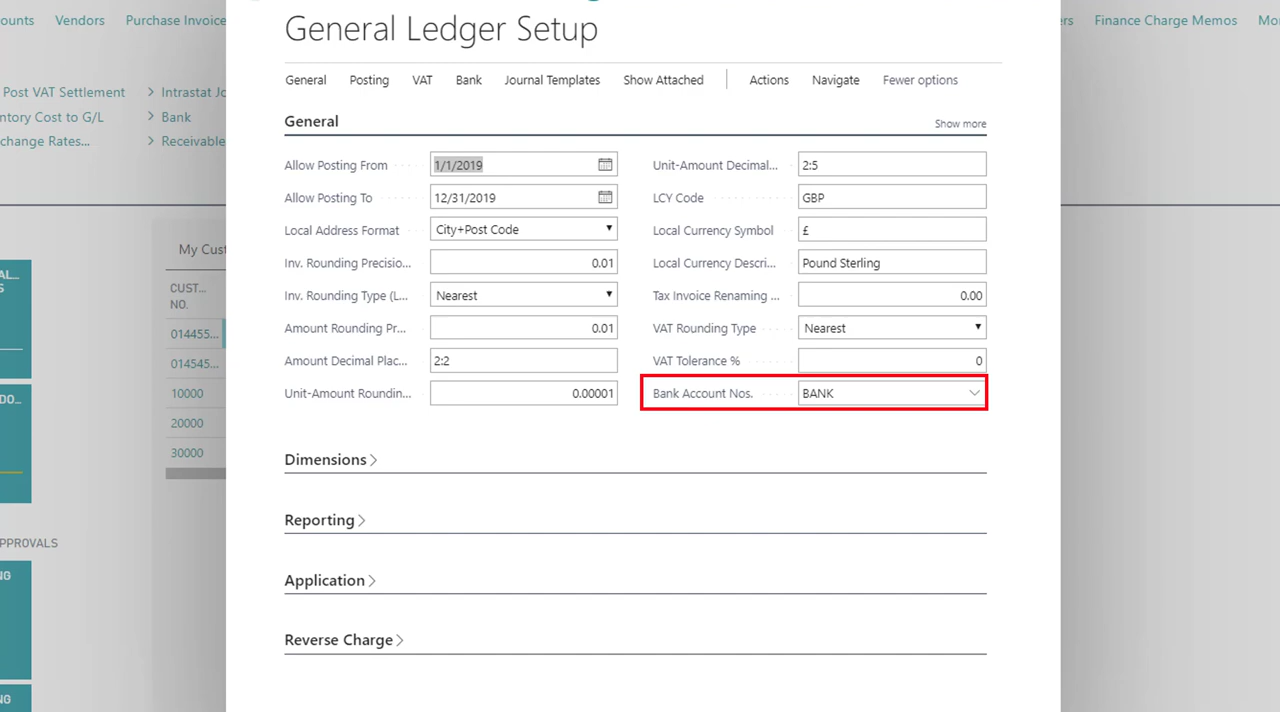 ounts Vendors Purchase Invoice
rs Finance Charge Memos Mo
General Ledger Setup
General Posting VAT Bank Journal Templates Show Attached Actions Navigate Fewer options
Post VAT Settlement
Intrastat Jo
ntory Cost to G/L
Bank
change Rates...
Receivable
General
Show more
Allow Posting From 1/1/2019
Unit-Amount Decimal... 2:5
Allow Posting To 12/31/2019
LCY Code GBP
Local Address Format City+Post Code
Local Currency Symbol £
Inv. Rounding Precisio... 0.01
Local Currency Descri... Pound Sterling
Inv. Rounding Type (L... Nearest
Tax Invoice Renaming ... 0.00
Amount Rounding Pr... 0.01
VAT Rounding Type Nearest
Amount Decimal Plac... 2:2
VAT Tolerance % 0
Unit-Amount Roundin... 0.00001
Bank Account Nos. BANK
Dimensions
Reporting
Application
Reverse Charge
My Cust
CUST...
NO.
014455...
014545...
10000
20000
30000
AL...
S
DO...
PPROVALS
NG
NG